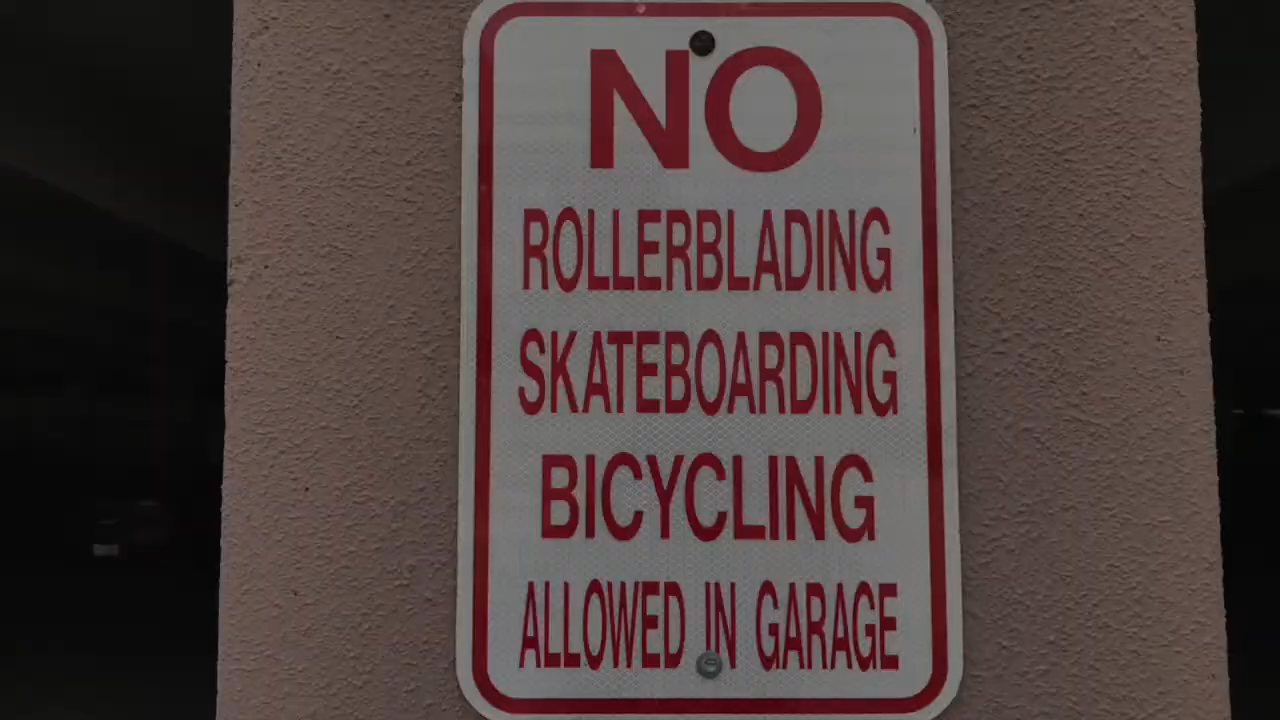 NO
ROLLERBLADING
SKATEBOARDING
BICYCLING
ALLOWED IN GARAGE